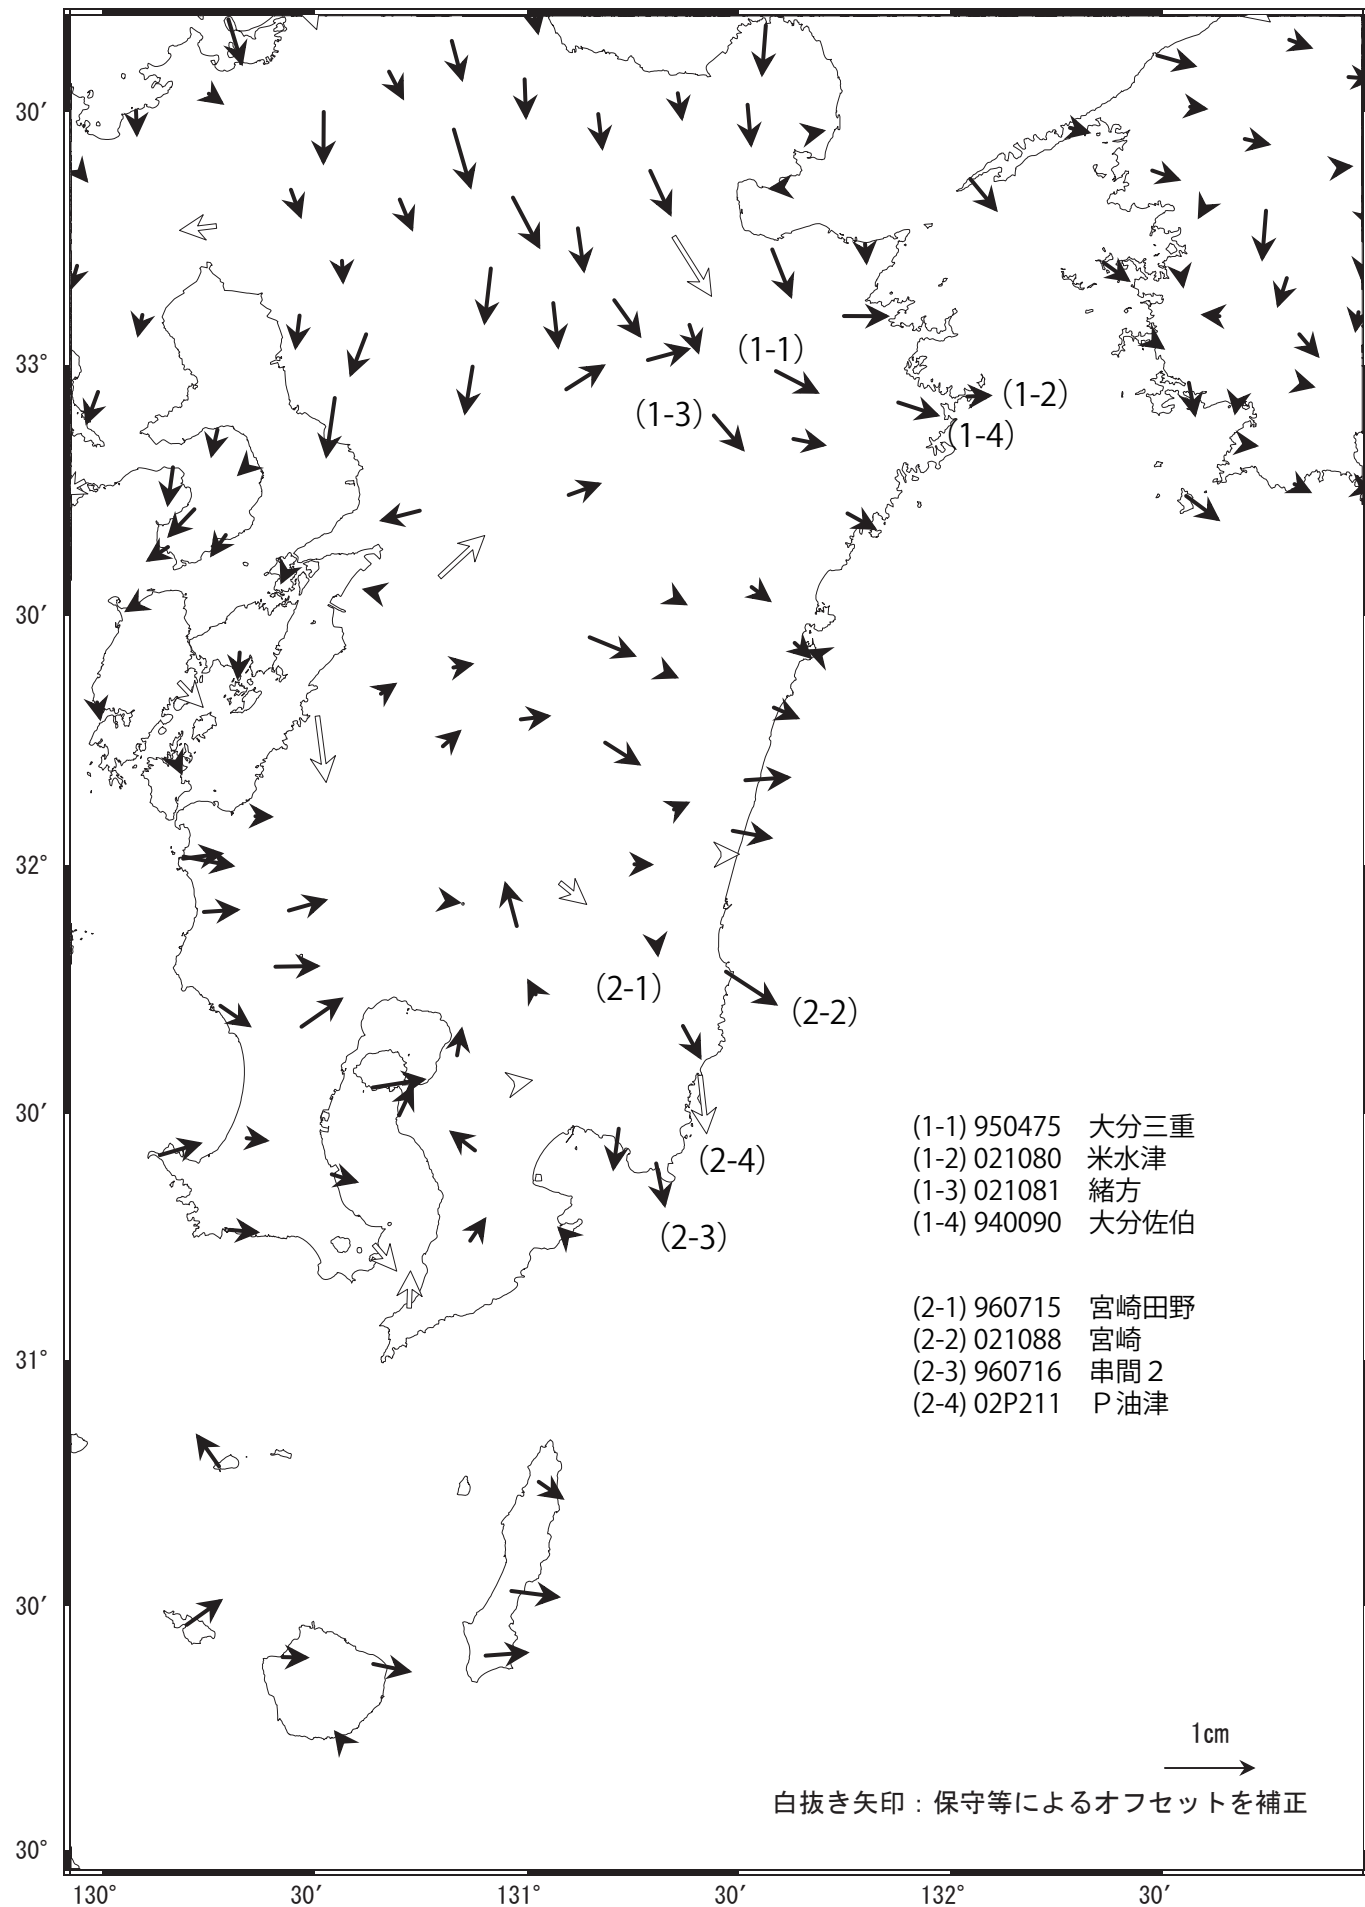 30′
33°
30′
32°
30′
31°
30′
30°
(1-1)
(1-2)
(1-3)
(1-4)
(2-1)
(2-2)
(2-4)
(2-3)
(1-1) 950475 大分三重
(1-2) 021080 米水津
(1-3) 021081 緒方
(1-4) 940090 大分佐伯
(2-1) 960715 宮崎田野
(2-2) 021088 宮崎
(2-3) 960716 串間２
(2-4) 02P211 Ｐ油津
1cm
白抜き矢印：保守等によるオフセットを補正
130° 30′ 131° 30′ 132° 30′